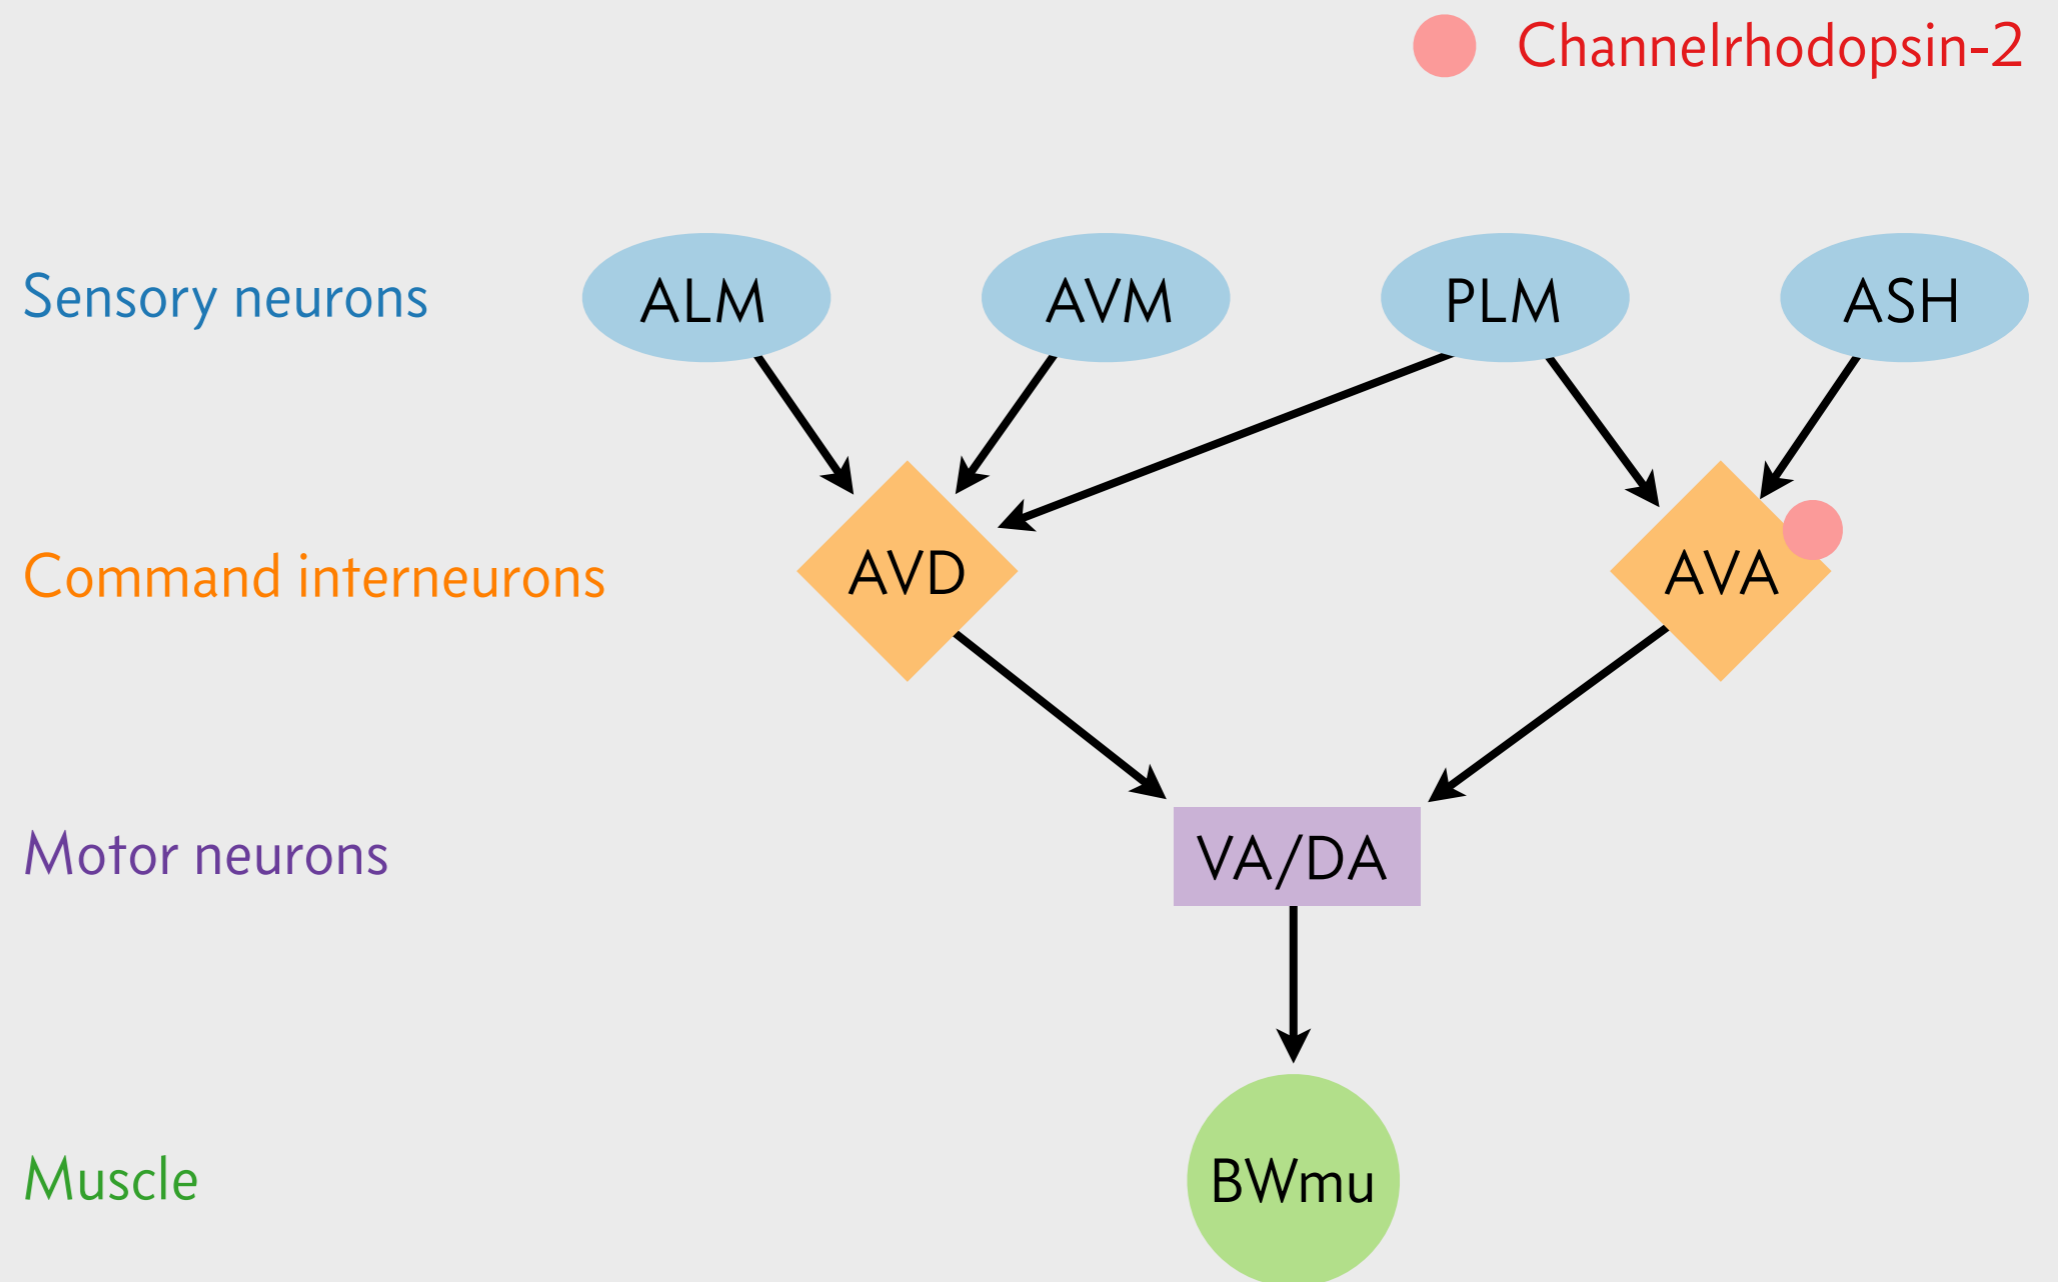 Channelrhodopsin-2
Sensory neurons
ALM
AVM
PLM
ASH
Command interneurons
AVD
AVA
Motor neurons
VA/DA
Muscle
BWmu